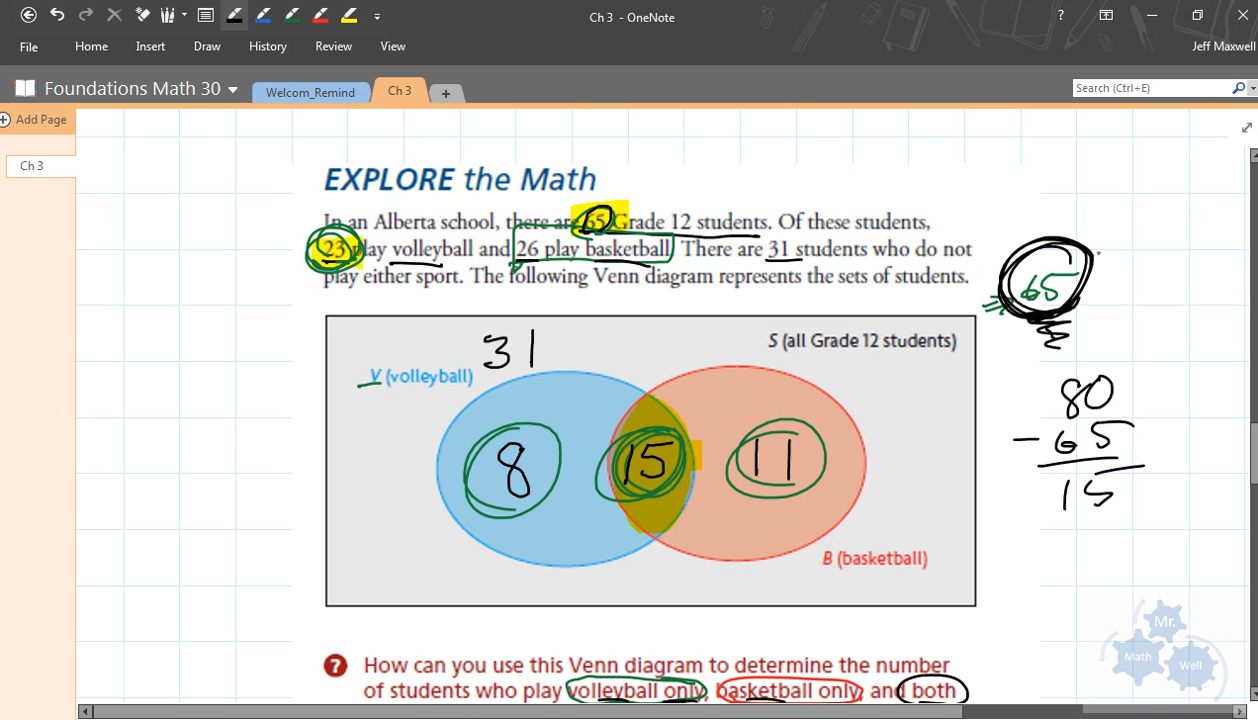 Ch 3 - OneNote
?
File Home Insert Draw History Review View
Jeff Maxwell
Foundations Math 30
Welcom_Remind
Ch 3
Search (Ctrl+E)
Add Page
Ch 3
EXPLORE the Math
In an Alberta school, there are 65 Grade 12 students. Of these students,
23 play volleyball and 26 play basketball. There are 31 students who do not
play either sport. The following Venn diagram represents the sets of students.
65
31
S (all Grade 12 students)
V (volleyball)
8 15 11
B (basketball)
80
- 65
15
? How can you use this Venn diagram to determine the number
of students who play volleyball only, basketball only, and both
Mr.
Math
Well